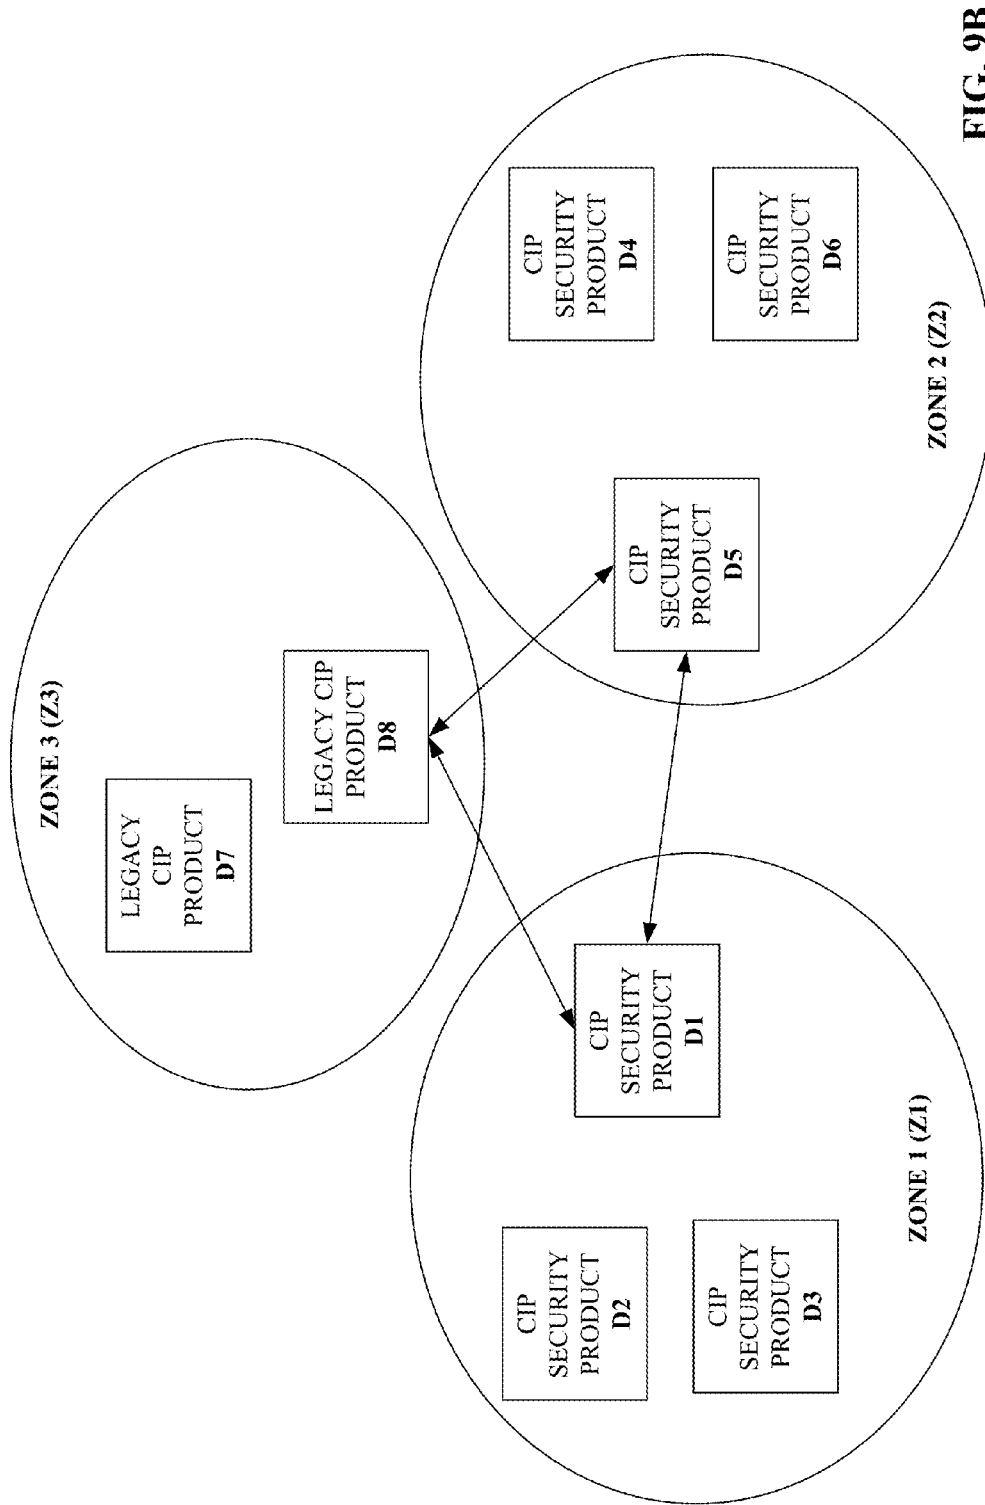 ZONE 3 (Z3)
LEGACY
CIP
PRODUCT
D7
LEGACY CIP
PRODUCT
D8
CIP
SECURITY
PRODUCT
D2
CIP
SECURITY
PRODUCT
D1
CIP
SECURITY
PRODUCT
D3
ZONE 1 (Z1)
CIP
SECURITY
PRODUCT
D5
CIP
SECURITY
PRODUCT
D4
CIP
SECURITY
PRODUCT
D6
ZONE 2 (Z2)
FIG. 9B